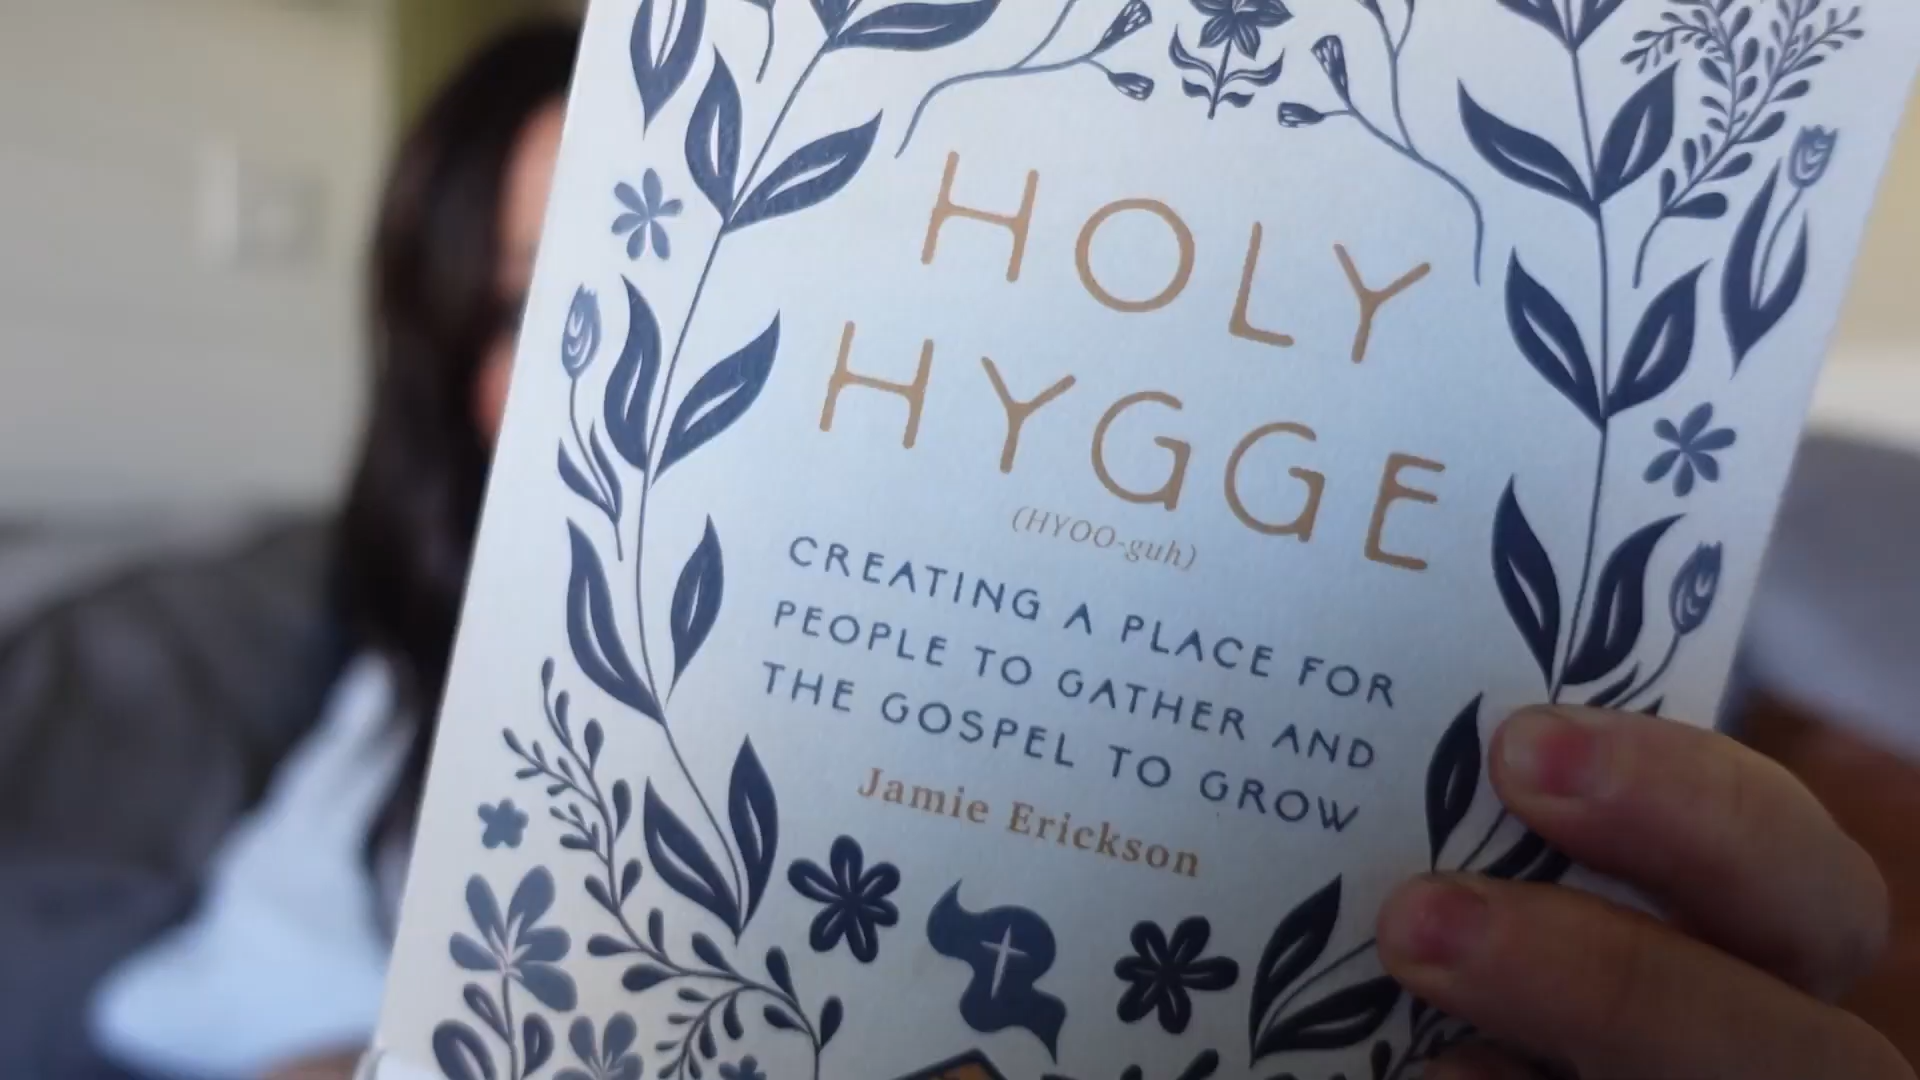 HOLY
HYGGE
(HYOO-guh)
CREATING A PLACE FOR
PEOPLE TO GATHER AND
THE GOSPEL TO GROW
Jamie Erickson